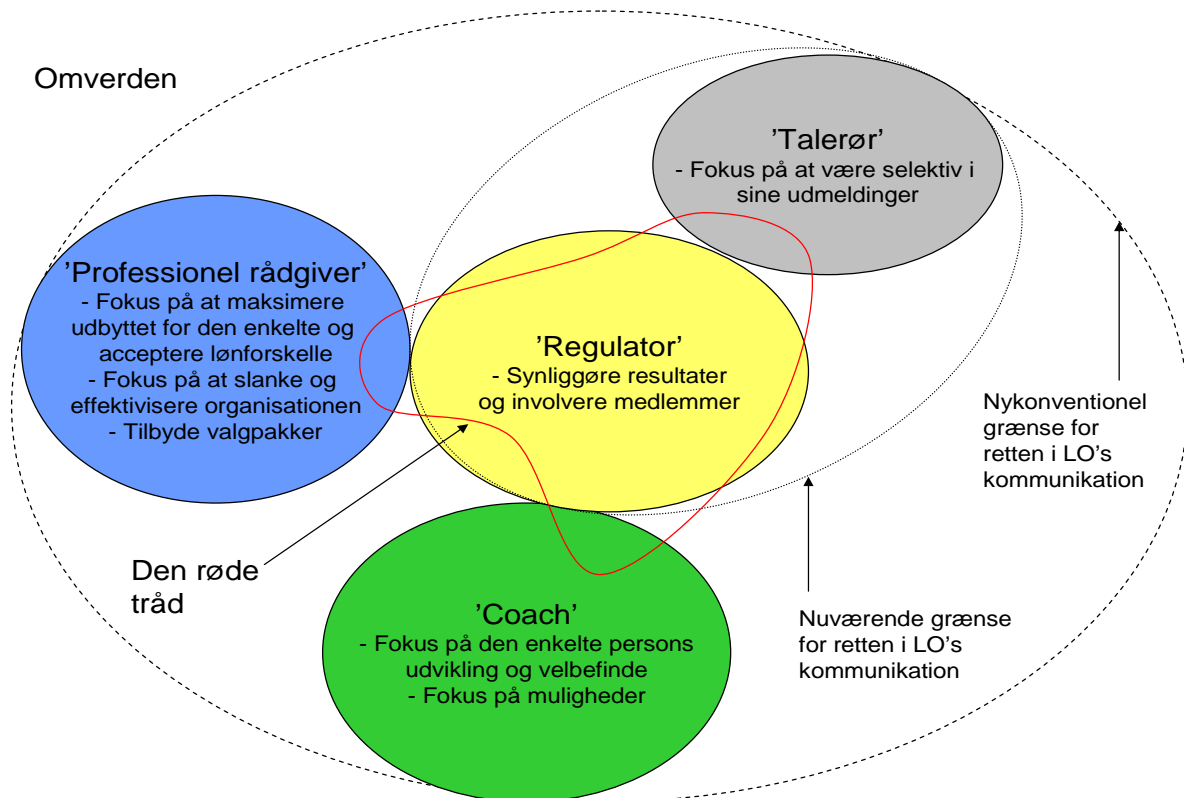 Omverden
’Talerør’
- Fokus på at være selektiv i
sine udmeldinger
’Professionel rådgiver’
- Fokus på at maksimere
udbyttet for den enkelte og
acceptere lønforskelle
- Fokus på at slanke og
effektivisere organisationen
- Tilbyde valgpakker
’Regulator’
- Synliggøre resultater
og involvere medlemmer
Nykonventionel
grænse for
retten i LO’s
kommunikation
Den røde
tråd
’Coach’
- Fokus på den enkelte persons
udvikling og velbefinde
- Fokus på muligheder
Nuværende grænse
for retten i LO’s
kommunikation